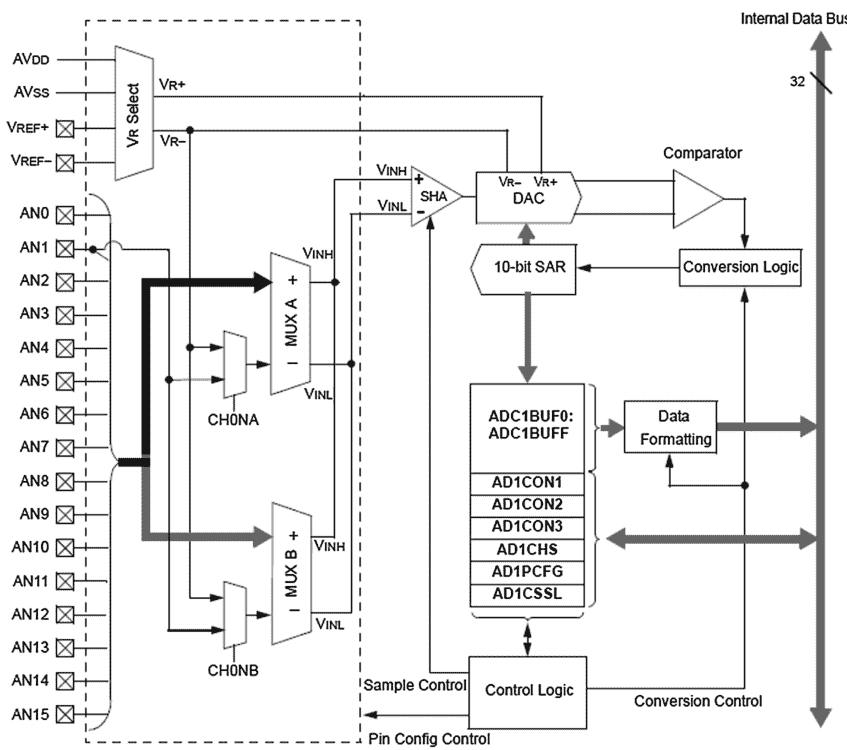 Internal Data Bus
32
AVDD
AVSS
VREF+
VREF–
VR Select
VR+
VR–
AN0
AN1
AN2
AN3
AN4
AN5
AN6
AN7
AN8
AN9
AN10
AN11
AN12
AN13
AN14
AN15
VINH
+
MUX A
–
VINL
CH0NA
+
VINH
MUX B
–
VINL
CH0NB
VINH
VINL
+
SHA
–
VR– VR+
DAC
Comparator
10-bit SAR
Conversion Logic
ADC1BUF0:
ADC1BUFF
Data
Formatting
AD1CON1
AD1CON2
AD1CON3
AD1CHS
AD1PCFG
AD1CSSL
Sample Control
Control Logic
Conversion Control
Pin Config Control